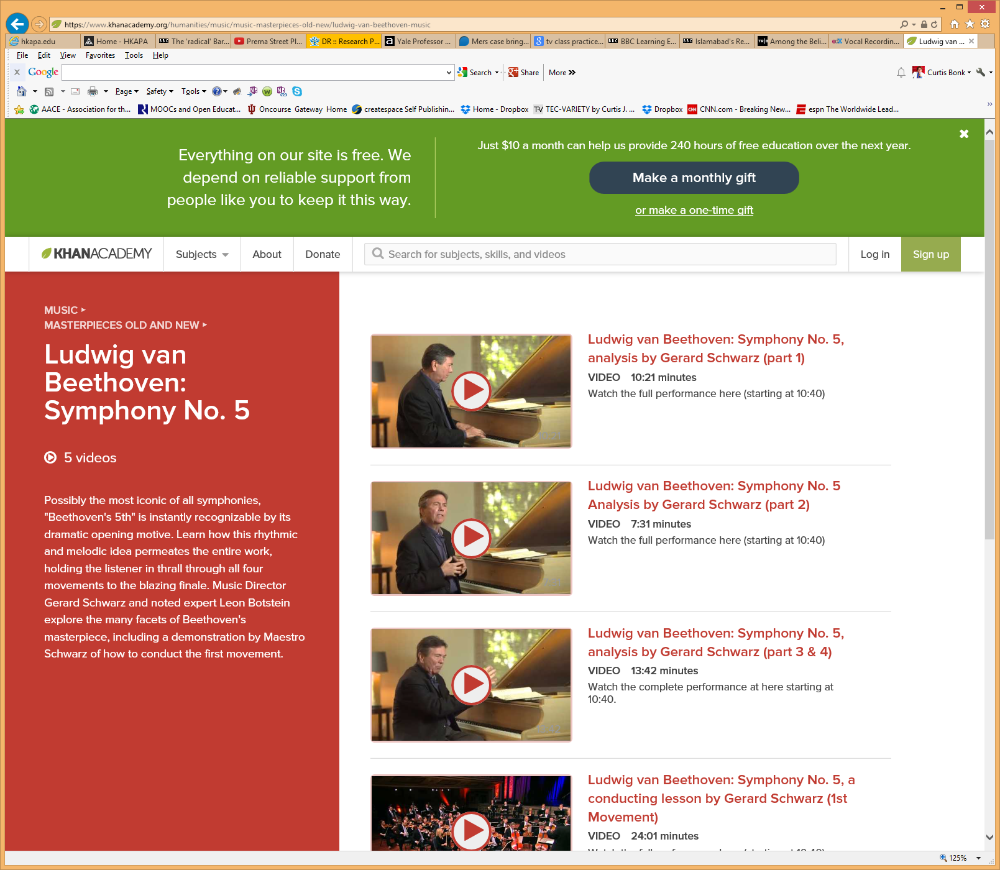 https://www.khanacademy.org/humanities/music/music-masterpieces-old-new/ludwig-van-beethoven-music
hkapa.edu Home - HKAPA The 'radical' Bar... Prerna Street Pl... DR :: Research P... Yale Professor ... Mers case bring... tv class practice... BBC Learning E... Islamabad's Re... Among the Beli... Vocal Recordin... Ludwig van ...
File Edit View Favorites Tools Help
x Google Search Share More » Curtis Bonk
Page Safety Tools
AACE - Association for th... MOOCs and Open Educat... Oncourse Gateway Home createspace Self Publishin... Home - Dropbox TV TEC-VARIETY by Curtis J. ... Dropbox CNN CNN.com - Breaking New... espn The Worldwide Lead... »
Everything on our site is free. We
depend on reliable support from
people like you to keep it this way.
Just $10 a month can help us provide 240 hours of free education over the next year.
Make a monthly gift
or make a one-time gift
KHANACADEMY Subjects About Donate Search for subjects, skills, and videos Log in Sign up
MUSIC
MASTERPIECES OLD AND NEW
Ludwig van
Beethoven:
Symphony No. 5
5 videos
Possibly the most iconic of all symphonies,
"Beethoven's 5th" is instantly recognizable by its
dramatic opening motive. Learn how this rhythmic
and melodic idea permeates the entire work,
holding the listener in thrall through all four
movements to the blazing finale. Music Director
Gerard Schwarz and noted expert Leon Botstein
explore the many facets of Beethoven's
masterpiece, including a demonstration by Maestro
Schwarz of how to conduct the first movement.
Ludwig van Beethoven: Symphony No. 5,
analysis by Gerard Schwarz (part 1)
VIDEO 10:21 minutes
Watch the full performance here (starting at 10:40)
10:21
Ludwig van Beethoven: Symphony No. 5
Analysis by Gerard Schwarz (part 2)
VIDEO 7:31 minutes
Watch the full performance here (starting at 10:40)
7:31
Ludwig van Beethoven: Symphony No. 5,
analysis by Gerard Schwarz (part 3 & 4)
VIDEO 13:42 minutes
Watch the complete performance at here starting at
10:40.
Ludwig van Beethoven: Symphony No. 5, a
conducting lesson by Gerard Schwarz (1st
Movement)
VIDEO 24:01 minutes
125%